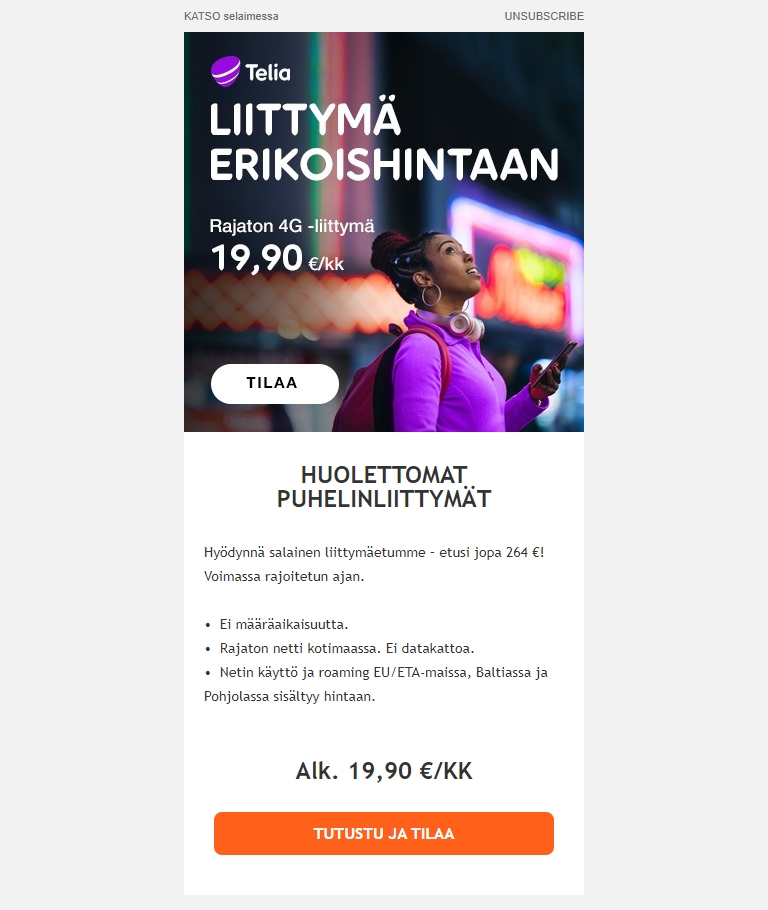 KATSO selaimessa
UNSUBSCRIBE
Telia
LIITTYMÄ
ERIKOISHINTAAN
Rajaton 4G -liittymä
19,90 €/kk
TILAA
HUOLETTOMAT
PUHELINLIITTYMÄT
Hyödynnä salainen liittymäetumme – etusi jopa 264 €!
Voimassa rajoitetun ajan.
• Ei määräaikaisuutta.
• Rajaton netti kotimaassa. Ei datakattoa.
• Netin käyttö ja roaming EU/ETA-maissa, Baltiassa ja
Pohjolassa sisältyy hintaan.
Alk. 19,90 €/KK
TUTUSTU JA TILAA